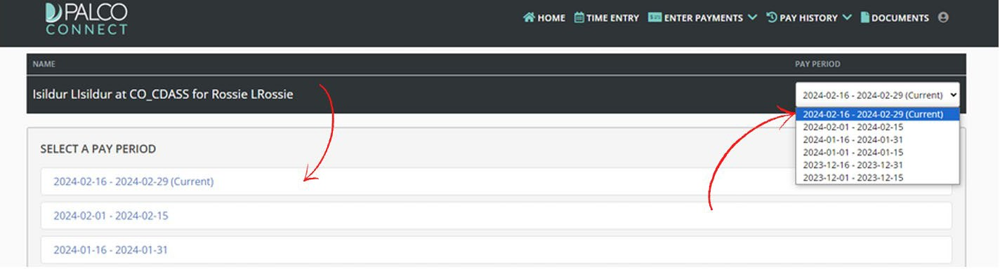 PALCO
CONNECT
HOME TIME ENTRY ENTER PAYMENTS PAY HISTORY DOCUMENTS
NAME PAY PERIOD
Isildur LIsildur at CO_CDASS for Rossie LRossie 2024-02-16 - 2024-02-29 (Current)
2024-02-16 - 2024-02-29 (Current)
2024-02-01 - 2024-02-15
2024-01-16 - 2024-01-31
2024-01-01 - 2024-01-15
2023-12-16 - 2023-12-31
2023-12-01 - 2023-12-15
SELECT A PAY PERIOD
2024-02-16 - 2024-02-29 (Current)
2024-02-01 - 2024-02-15
2024-01-16 - 2024-01-31